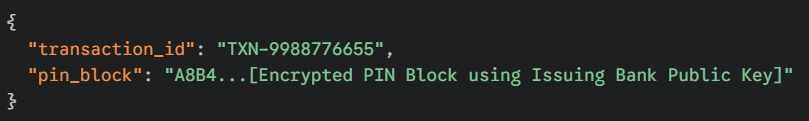 {
"transaction_id": "TXN-9988776655",
"pin_block": "A8B4...[Encrypted PIN Block using Issuing Bank Public Key]"
}